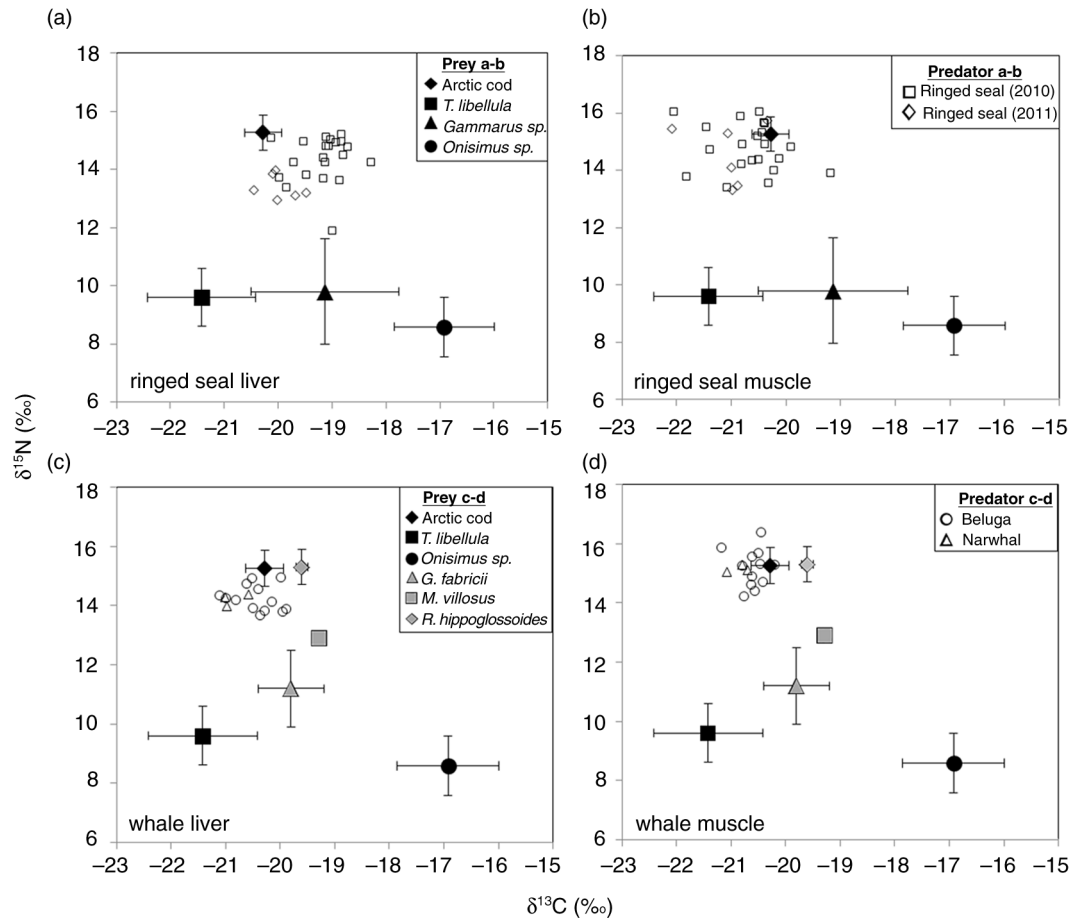 (a)
18
16
14
12
10
8
6
Prey a-b
Arctic cod
T. libellula
Gammarus sp.
Onisimus sp.
ringed seal liver
–23 –22 –21 –20 –19 –18 –17 –16 –15
(b)
18
16
14
12
10
8
6
Predator a-b
Ringed seal (2010)
Ringed seal (2011)
ringed seal muscle
–23 –22 –21 –20 –19 –18 –17 –16 –15
δ15N (‰)
(c)
18
16
14
12
10
8
6
Prey c-d
Arctic cod
T. libellula
Onisimus sp.
G. fabricii
M. villosus
R. hippoglossoides
whale liver
–23 –22 –21 –20 –19 –18 –17 –16 –15
(d)
18
16
14
12
10
8
6
Predator c-d
Beluga
Narwhal
whale muscle
–23 –22 –21 –20 –19 –18 –17 –16 –15
δ13C (‰)